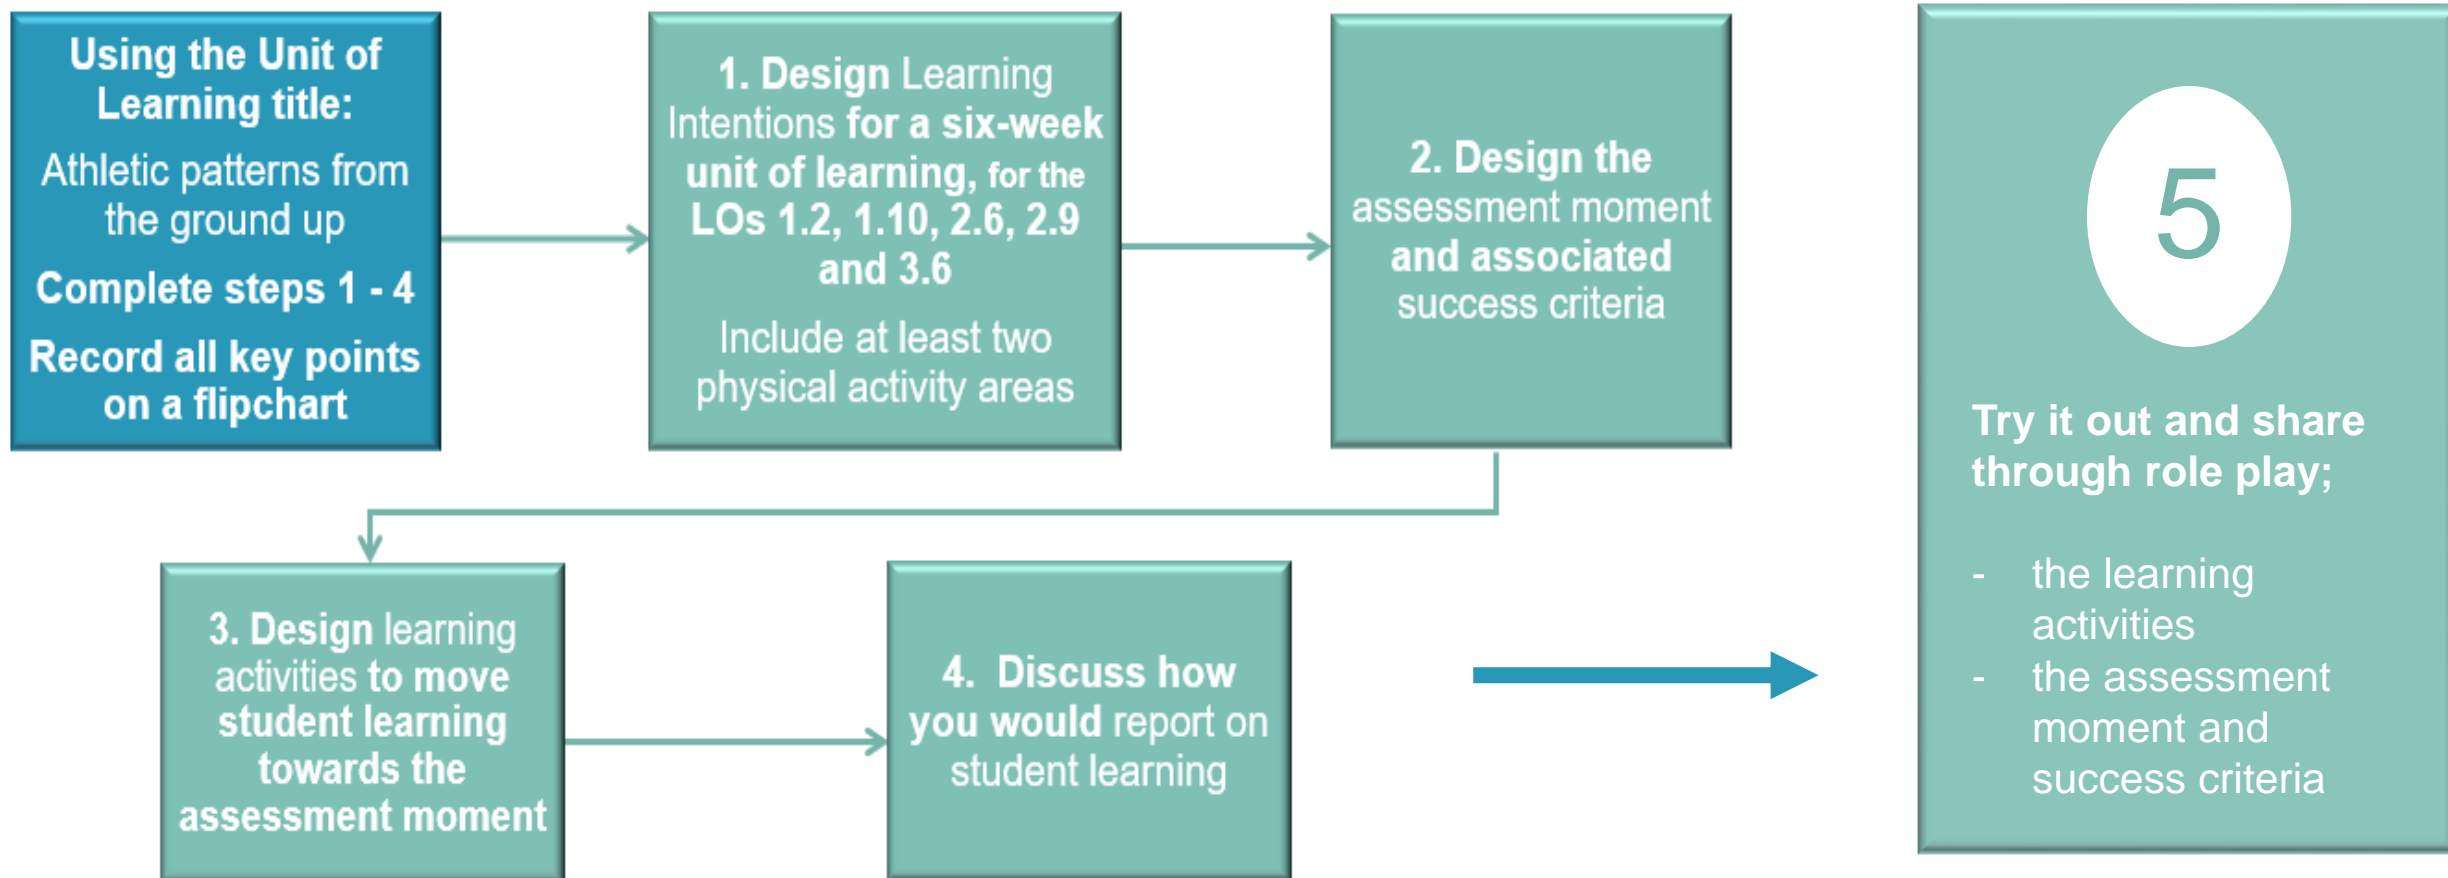 Using the Unit of
Learning title:
Athletic patterns from
the ground up
Complete steps 1 - 4
Record all key points
on a flipchart
1. Design Learning
Intentions for a six-week
unit of learning, for the
LOs 1.2, 1.10, 2.6, 2.9
and 3.6
Include at least two
physical activity areas
2. Design the
assessment moment
and associated
success criteria
3. Design learning
activities to move
student learning
towards the
assessment moment
4. Discuss how
you would report on
student learning
5
Try it out and share
through role play;
- the learning
activities
- the assessment
moment and
success criteria